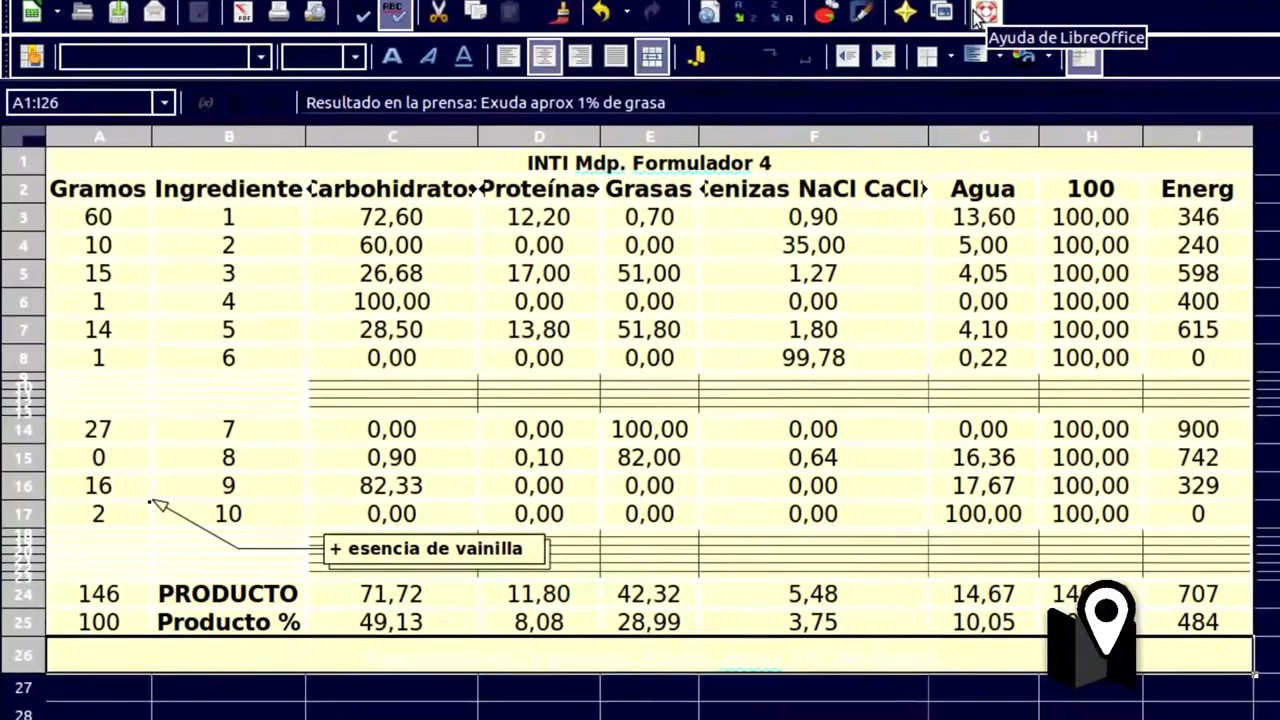 Ayuda de LibreOffice
A1:I26 Resultado en la prensa: Exuda aprox 1% de grasa
A B C D E F G H I
1 INTI Mdp. Formulador 4
2 Gramos Ingrediente Carbohidrato Proteínas Grasas Cenizas NaCl CaCl Agua 100 Energ
3 60 1 72,60 12,20 0,70 0,90 13,60 100,00 346
4 10 2 60,00 0,00 0,00 35,00 5,00 100,00 240
5 15 3 26,68 17,00 51,00 1,27 4,05 100,00 598
6 1 4 100,00 0,00 0,00 0,00 0,00 100,00 400
7 14 5 28,50 13,80 51,80 1,80 4,10 100,00 615
8 1 6 0,00 0,00 0,00 99,78 0,22 100,00 0
14 27 7 0,00 0,00 100,00 0,00 0,00 100,00 900
15 0 8 0,90 0,10 82,00 0,64 16,36 100,00 742
16 16 9 82,33 0,00 0,00 0,00 17,67 100,00 329
17 2 10 0,00 0,00 0,00 0,00 100,00 100,00 0
+ esencia de vainilla
24 146 PRODUCTO 71,72 11,80 42,32 5,48 14,67 707
25 100 Producto % 49,13 8,08 28,99 3,75 10,05 484
26
27
28